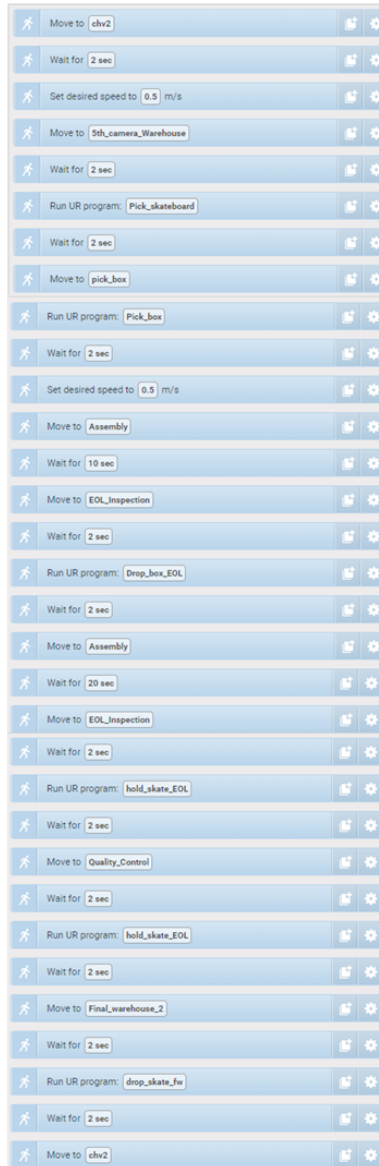 Move to chv2
Wait for 2 sec
Set desired speed to 0.5 m/s
Move to 5th_camera_Warehouse
Wait for 2 sec
Run UR program: Pick_skateboard
Wait for 2 sec
Move to pick_box
Run UR program: Pick_box
Wait for 2 sec
Set desired speed to 0.5 m/s
Move to Assembly
Wait for 10 sec
Move to EOL_Inspection
Wait for 2 sec
Run UR program: Drop_box_EOL
Wait for 2 sec
Move to Assembly
Wait for 20 sec
Move to EOL_Inspection
Wait for 2 sec
Run UR program: hold_skate_EOL
Wait for 2 sec
Move to Quality_Control
Wait for 2 sec
Run UR program: hold_skate_EOL
Wait for 2 sec
Move to Final_warehouse_2
Wait for 2 sec
Run UR program: drop_skate_fw
Wait for 2 sec
Move to chv2